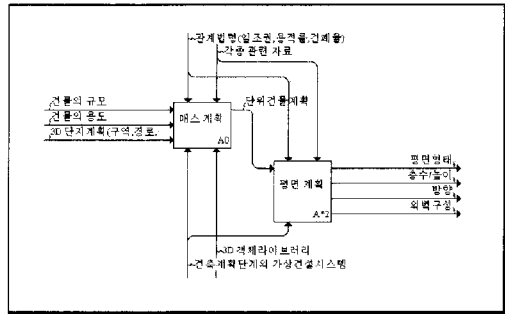 관계법령(일조권,용적률,건폐율)
각종 관련 자료
건물의 규모
건물의 용도
3D 단지계획(구역,경로,
매스 계획
A0
단위건물계획
평면 계획
A*2
평면형태
층수/높이
방향
외벽구성
3D 객체라이브러리
건축계획단계의 가상건설시스템